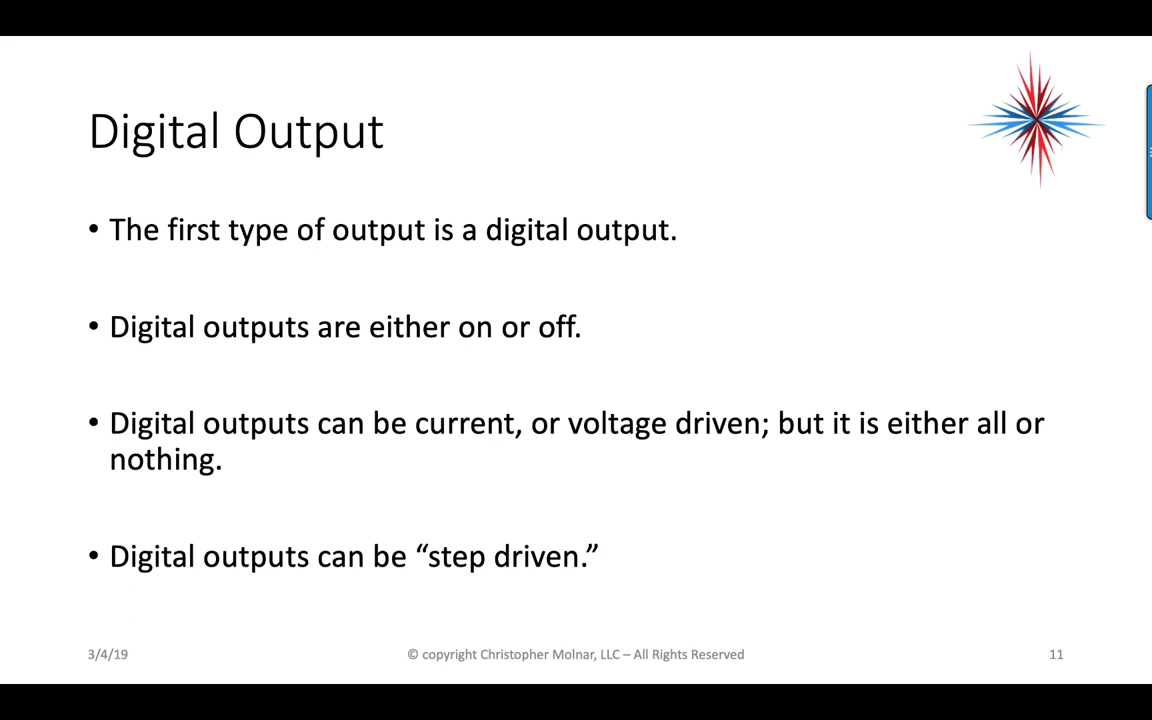 Digital Output
• The first type of output is a digital output.
• Digital outputs are either on or off.
• Digital outputs can be current, or voltage driven; but it is either all or
nothing.
• Digital outputs can be “step driven.”
3/4/19
© copyright Christopher Molnar, LLC – All Rights Reserved
11